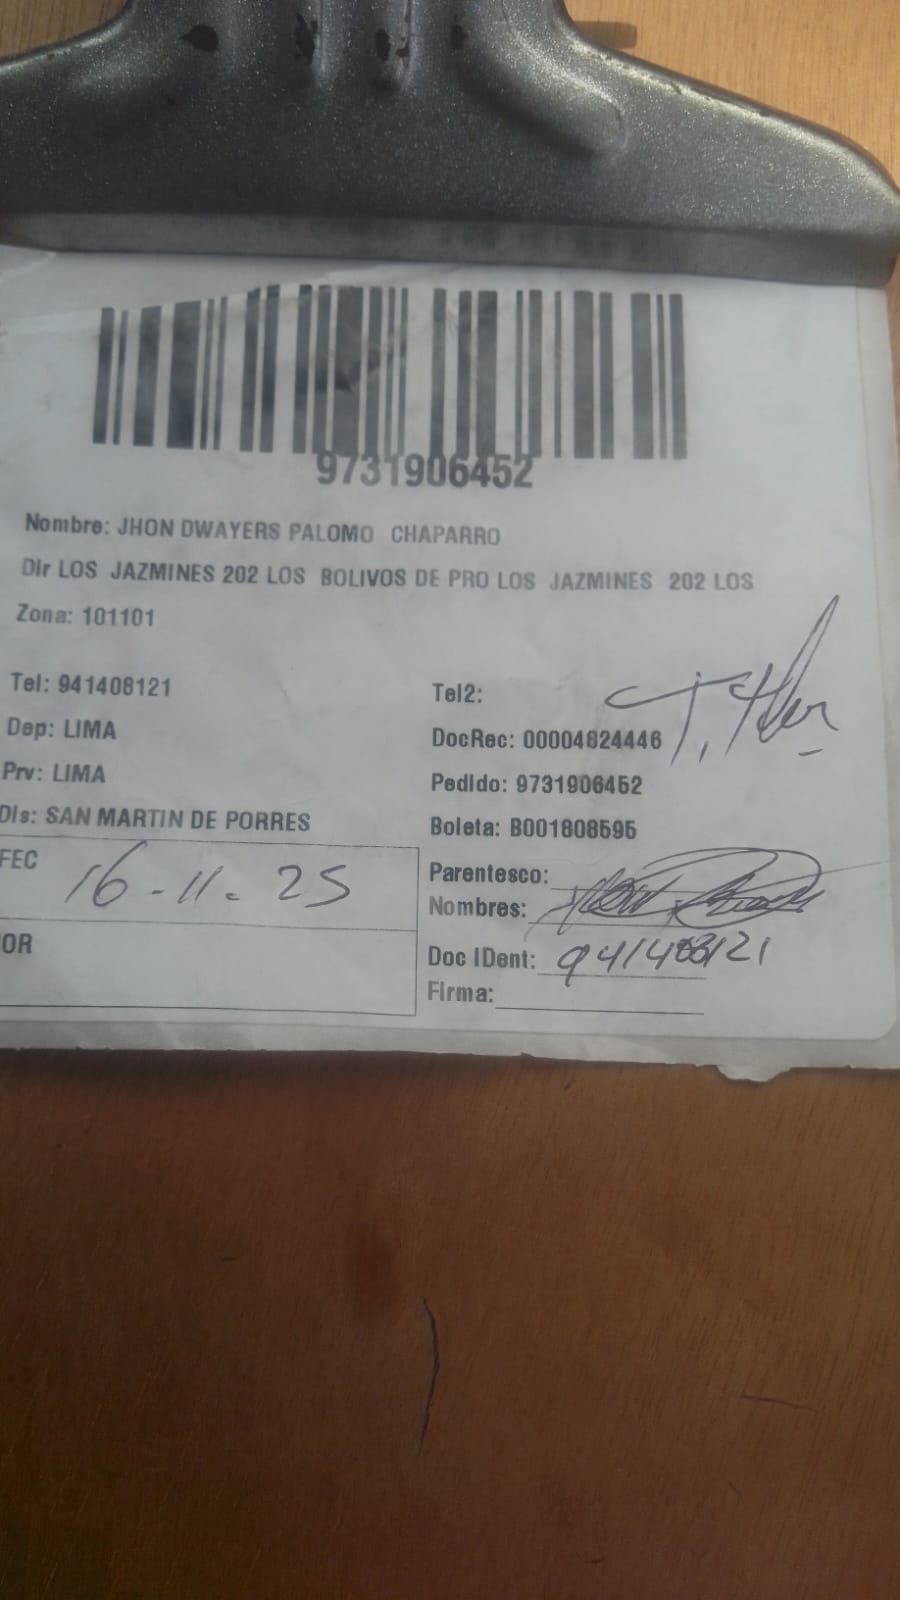 9731906452
Nombre: JHON DWAYERS PALOMO CHAPARRO
Dir LOS JAZMINES 202 LOS BOLIVOS DE PRO LOS JAZMINES 202 LOS
Zona: 101101
Tel: 941408121
Tel2:
Dep: LIMA
DocRec: 00004824446
Prv: LIMA
Pedido: 9731906452
Dis: SAN MARTIN DE PORRES
Boleta: B001808595
FEC 16-11-25
Parentesco:
Nombres:
OR
Doc IDent:
Firma: